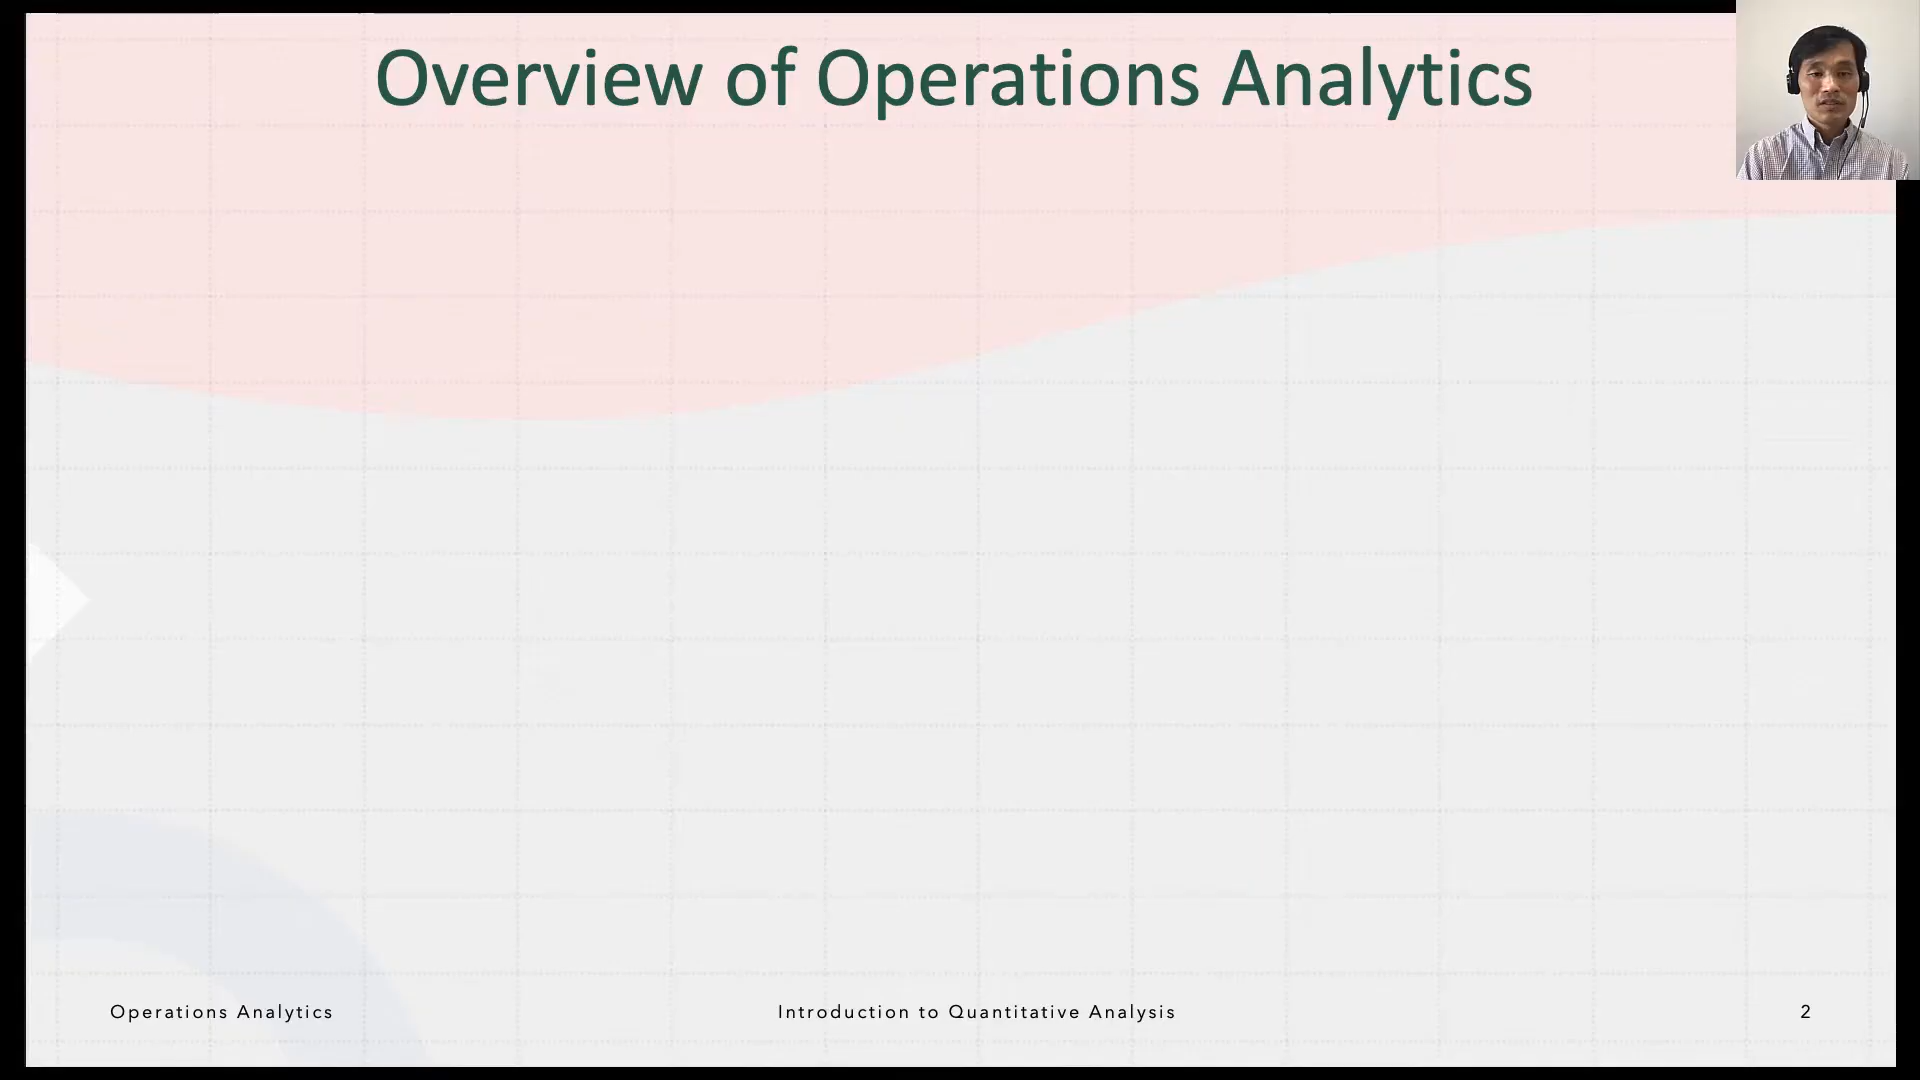 Overview of Operations Analytics
Operations Analytics
Introduction to Quantitative Analysis
2